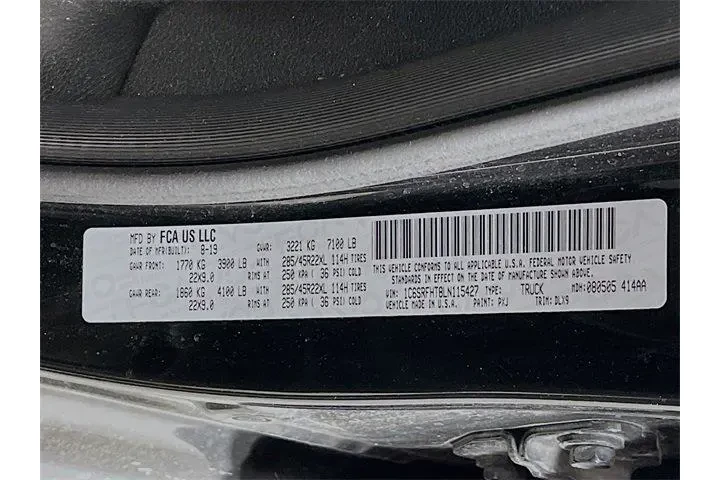 MFD BY FCA US LLC
DATE OF MFR(BUILT): 8-19
GVWR: 3221 KG 7100 LB
GAWR FRONT: 1770 KG 3900 LB WITH 285/45R22XL 114H TIRES
22X9.0 AT 250 KPA( 36 PSI) COLD
GAWR REAR: 1860 KG 4100 LB WITH 285/45R22XL 114H TIRES
22X9.0 AT 250 KPA( 36 PSI) COLD
THIS VEHICLE CONFORMS TO ALL APPLICABLE U.S.A. FEDERAL MOTOR VEHICLE SAFETY
STANDARDS IN EFFECT ON THE DATE OF MANUFACTURE SHOWN ABOVE.
VIN: 1C6SRFHT8LN115427 TYPE: TRUCK MDH: 080505 414AA
VEHICLE MADE IN U.S.A. PAINT: PXJ TRIM: DLX9